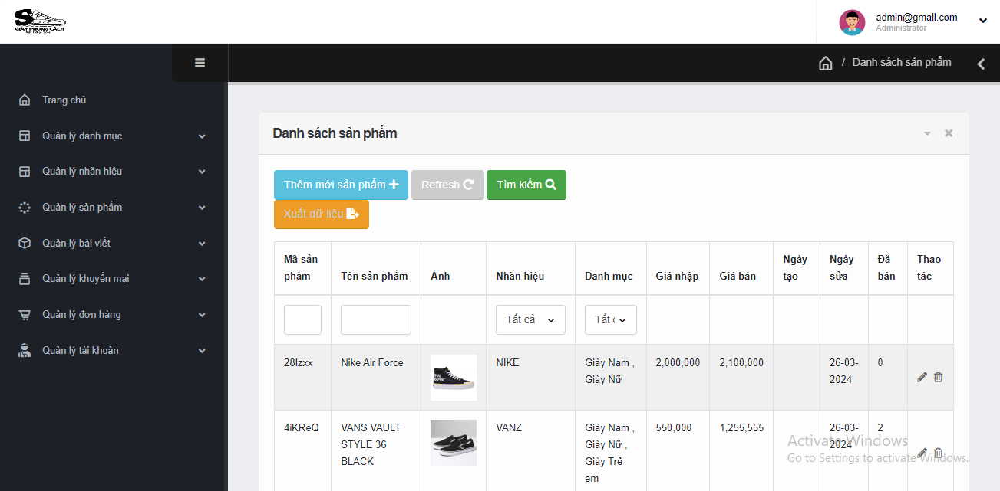 GIÀY PHONG CÁCH
admin@gmail.com
Administrator
/ Danh sách sản phẩm
Trang chủ
Quản lý danh mục
Quản lý nhãn hiệu
Quản lý sản phẩm
Quản lý bài viết
Quản lý khuyến mại
Quản lý đơn hàng
Quản lý tài khoản
Danh sách sản phẩm
Thêm mới sản phẩm Refresh Tìm kiếm
Xuất dữ liệu
Mã sản phẩm Tên sản phẩm Ảnh Nhãn hiệu Danh mục Giá nhập Giá bán Ngày tạo Ngày sửa Đã bán Thao tác
Tất cả Tất
28lzxx Nike Air Force NIKE Giày Nam , Giày Nữ 2,000,000 2,100,000 26-03-2024 0
4iKReQ VANS VAULT STYLE 36 BLACK VANZ Giày Nam , Giày Nữ , Giày Trẻ em 550,000 1,255,555 26-03-2024 2
Activate Windows
Go to Settings to activate Windows.